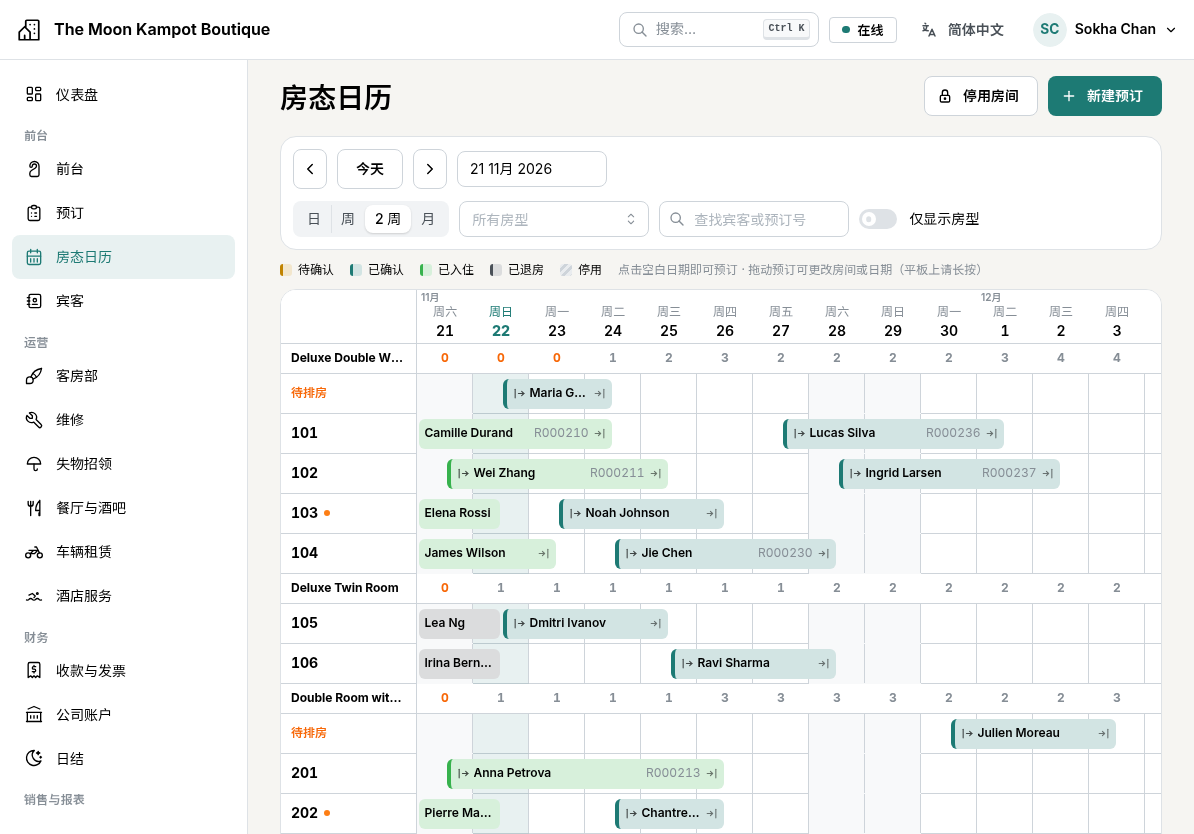 The Moon Kampot Boutique
搜索...
Ctrl K
在线
简体中文
SC
Sokha Chan
仪表盘
前台
前台
预订
房态日历
宾客
运营
客房部
维修
失物招领
餐厅与酒吧
车辆租赁
酒店服务
财务
收款与发票
公司账户
日结
销售与报表
房态日历
停用房间
新建预订
今天
21 11月 2026
日 周 2 周 月
所有房型
查找宾客或预订号
仅显示房型
待确认 已确认 已入住 已退房 停用 点击空白日期即可预订 · 拖动预订可更改房间或日期（平板上请长按）
11月 12月
周六 周日 周一 周二 周三 周四 周五 周六 周日 周一 周二 周三 周四
21 22 23 24 25 26 27 28 29 30 1 2 3
Deluxe Double W... 0 0 0 1 2 3 2 2 2 2 3 4 4
待排房 Maria G...
101 Camille Durand R000210 Lucas Silva R000236
102 Wei Zhang R000211 Ingrid Larsen R000237
103 Elena Rossi Noah Johnson
104 James Wilson Jie Chen R000230
Deluxe Twin Room 0 1 1 1 1 1 1 2 2 2 2 2 2
105 Lea Ng Dmitri Ivanov
106 Irina Bern... Ravi Sharma
Double Room wit... 0 1 1 1 1 3 3 3 3 2 2 2 3
待排房 Julien Moreau
201 Anna Petrova R000213
202 Pierre Ma... Chantre...